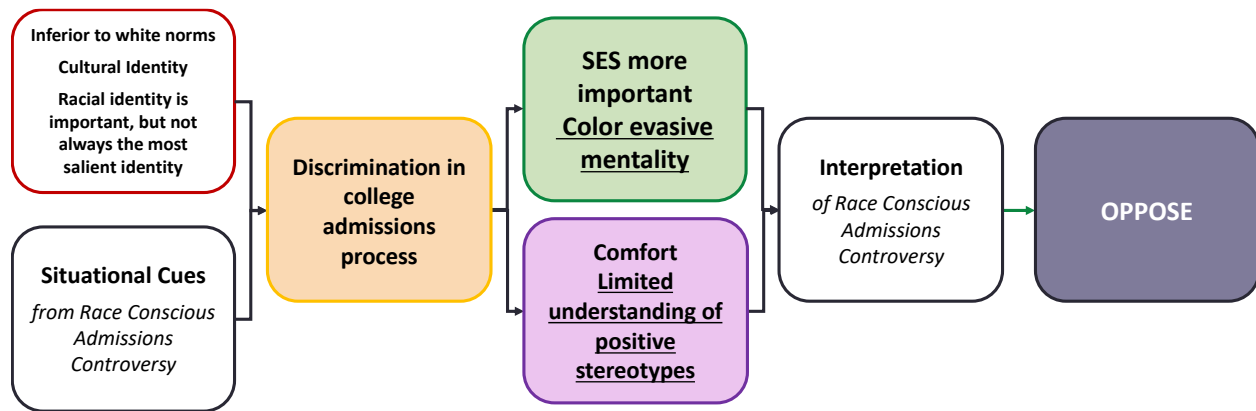 Inferior to white norms
Cultural Identity
Racial identity is
important, but not
always the most
salient identity
Situational Cues
from Race Conscious
Admissions
Controversy
Discrimination in
college
admissions
process
SES more
important
Color evasive
mentality
Comfort
Limited
understanding of
positive
stereotypes
Interpretation
of Race Conscious
Admissions
Controversy
OPPOSE